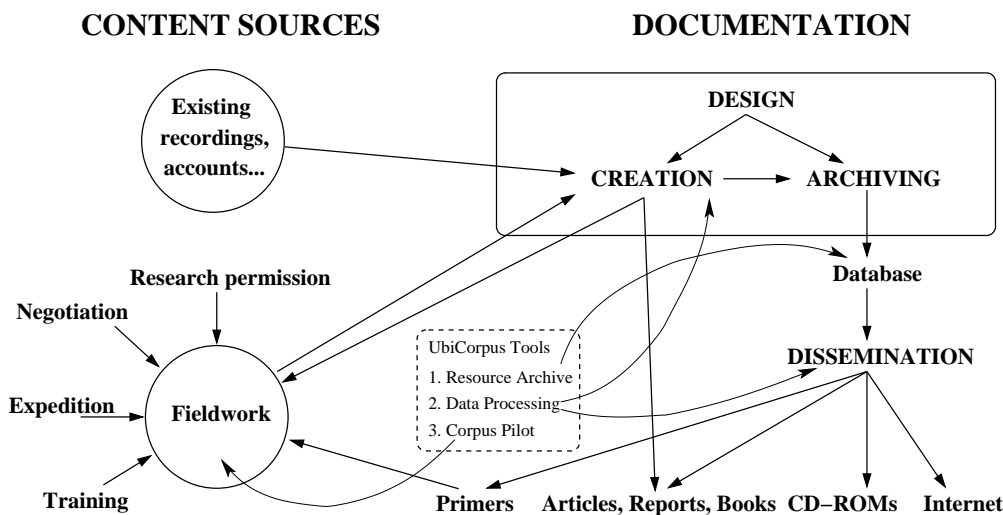 CONTENT SOURCES
DOCUMENTATION
Existing
recordings,
accounts...
DESIGN
CREATION
ARCHIVING
Research permission
Database
Negotiation
UbiCorpus Tools
1. Resource Archive
2. Data Processing
3. Corpus Pilot
DISSEMINATION
Expedition
Fieldwork
Training
Primers
Articles, Reports, Books
CD−ROMs
Internet